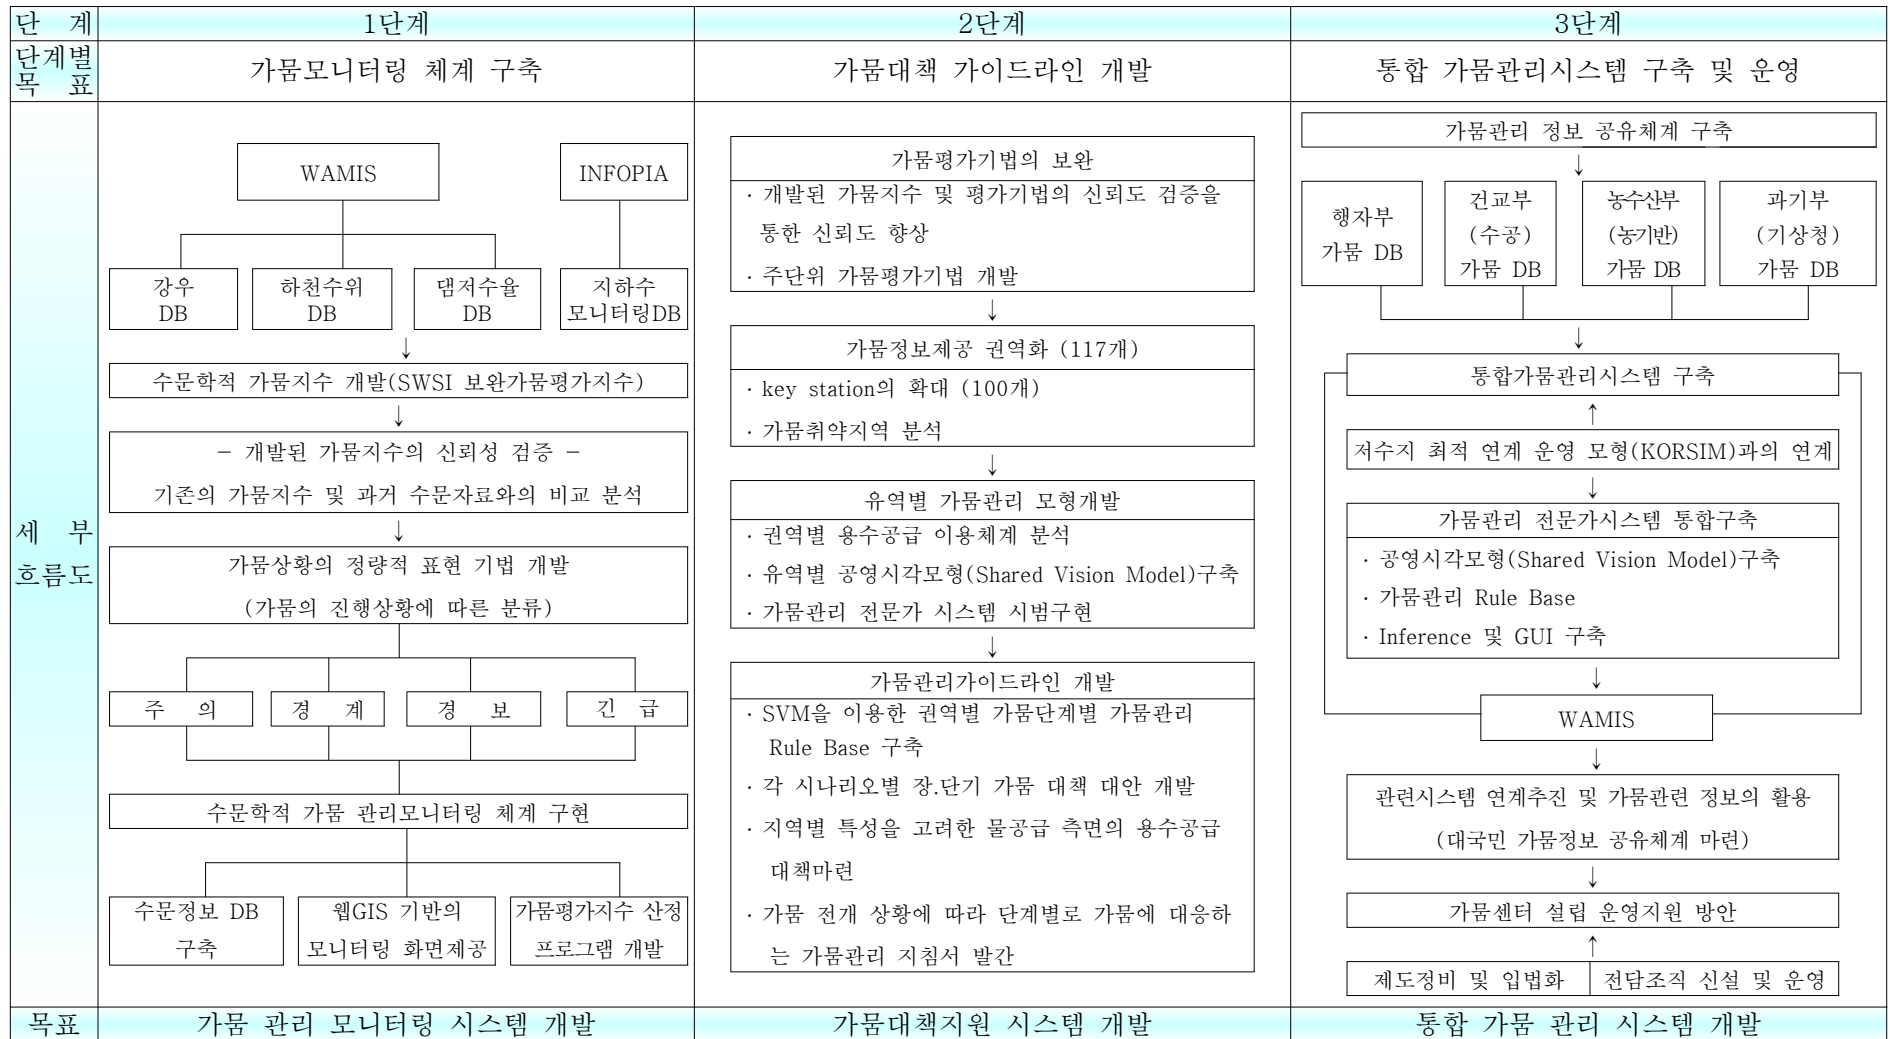 단 계
1단계
2단계
3단계
단계별
목 표
가뭄모니터링 체계 구축
가뭄대책 가이드라인 개발
통합 가뭄관리시스템 구축 및 운영
세 부
흐름도
WAMIS
INFOPIA
강우
DB
하천수위
DB
댐저수율
DB
지하수
모니터링DB
수문학적 가뭄지수 개발(SWSI 보완가뭄평가지수)
- 개발된 가뭄지수의 신뢰성 검증 -
기존의 가뭄지수 및 과거 수문자료와의 비교 분석
가뭄상황의 정량적 표현 기법 개발
(가뭄의 진행상황에 따른 분류)
주 의
경 계
경 보
긴 급
수문학적 가뭄 관리모니터링 체계 구현
수문정보 DB
구축
웹GIS 기반의
모니터링 화면제공
가뭄평가지수 산정
프로그램 개발
가뭄평가기법의 보완
· 개발된 가뭄지수 및 평가기법의 신뢰도 검증을
통한 신뢰도 향상
· 주단위 가뭄평가기법 개발
가뭄정보제공 권역화 (117개)
· key station의 확대 (100개)
· 가뭄취약지역 분석
유역별 가뭄관리 모형개발
· 권역별 용수공급 이용체계 분석
· 유역별 공영시각모형(Shared Vision Model)구축
· 가뭄관리 전문가 시스템 시범구현
가뭄관리가이드라인 개발
· SVM을 이용한 권역별 가뭄단계별 가뭄관리
Rule Base 구축
· 각 시나리오별 장.단기 가뭄 대책 대안 개발
· 지역별 특성을 고려한 물공급 측면의 용수공급
대책마련
· 가뭄 전개 상황에 따라 단계별로 가뭄에 대응하
는 가뭄관리 지침서 발간
가뭄관리 정보 공유체계 구축
행자부
가뭄 DB
건교부
(수공)
가뭄 DB
농수산부
(농기반)
가뭄 DB
과기부
(기상청)
가뭄 DB
통합가뭄관리시스템 구축
저수지 최적 연계 운영 모형(KORSIM)과의 연계
가뭄관리 전문가시스템 통합구축
· 공영시각모형(Shared Vision Model)구축
· 가뭄관리 Rule Base
· Inference 및 GUI 구축
WAMIS
관련시스템 연계추진 및 가뭄관련 정보의 활용
(대국민 가뭄정보 공유체계 마련)
가뭄센터 설립 운영지원 방안
제도정비 및 입법화
전담조직 신설 및 운영
목표
가뭄 관리 모니터링 시스템 개발
가뭄대책지원 시스템 개발
통합 가뭄 관리 시스템 개발